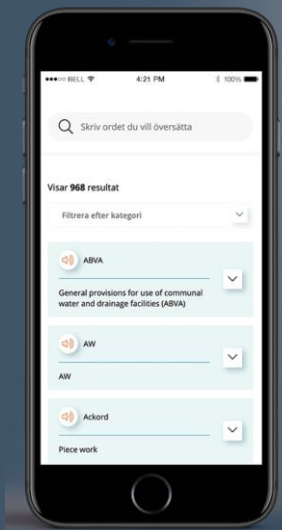 BELL 4:21 PM 100%
Skriv ordet du vill översätta
Visar 968 resultat
Filtrera efter kategori
ABVA
General provisions for use of communal
water and drainage facilities (ABVA)
AW
AW
Ackord
Piece work